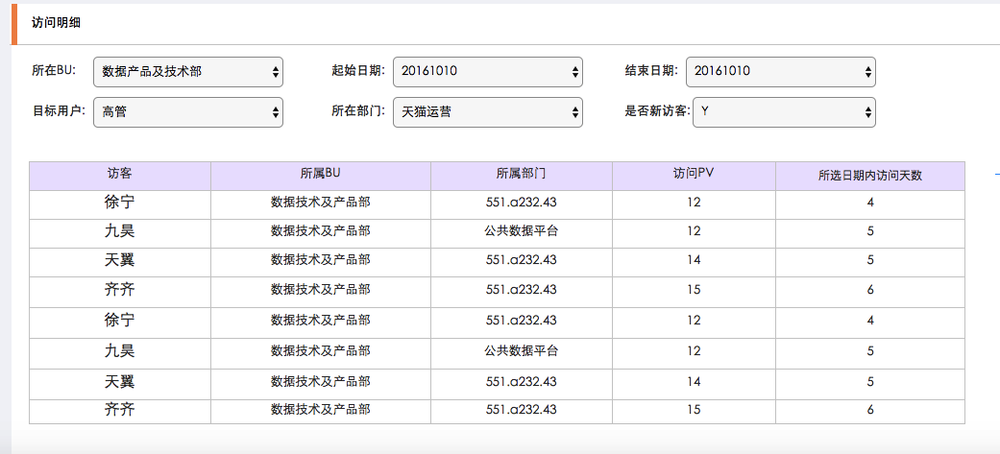 访问明细
所在BU: 数据产品及技术部 起始日期: 20161010 结束日期: 20161010
目标用户: 高管 所在部门: 天猫运营 是否新访客: Y
访客 所属BU 所属部门 访问PV 所选日期内访问天数
徐宁 数据技术及产品部 551.a232.43 12 4
九昊 数据技术及产品部 公共数据平台 12 5
天翼 数据技术及产品部 551.a232.43 14 5
齐齐 数据技术及产品部 551.a232.43 15 6
徐宁 数据技术及产品部 551.a232.43 12 4
九昊 数据技术及产品部 公共数据平台 12 5
天翼 数据技术及产品部 551.a232.43 14 5
齐齐 数据技术及产品部 551.a232.43 15 6